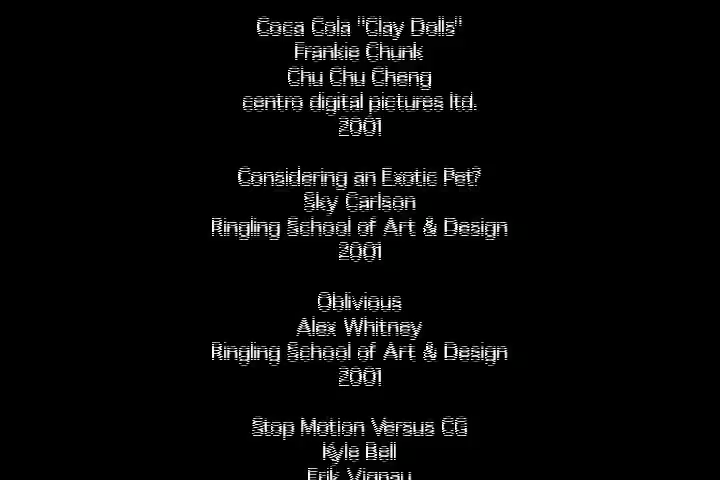 Coca Cola "Clay Dolls"
Frankie Chunk
Chu Chu Cheng
centro digital pictures ltd.
2001
Considering an Exotic Pet?
Sky Carlson
Ringling School of Art & Design
2001
Oblivious
Alex Whitney
Ringling School of Art & Design
2001
Stop Motion Versus CG
Kyle Bell
Erik Vignau